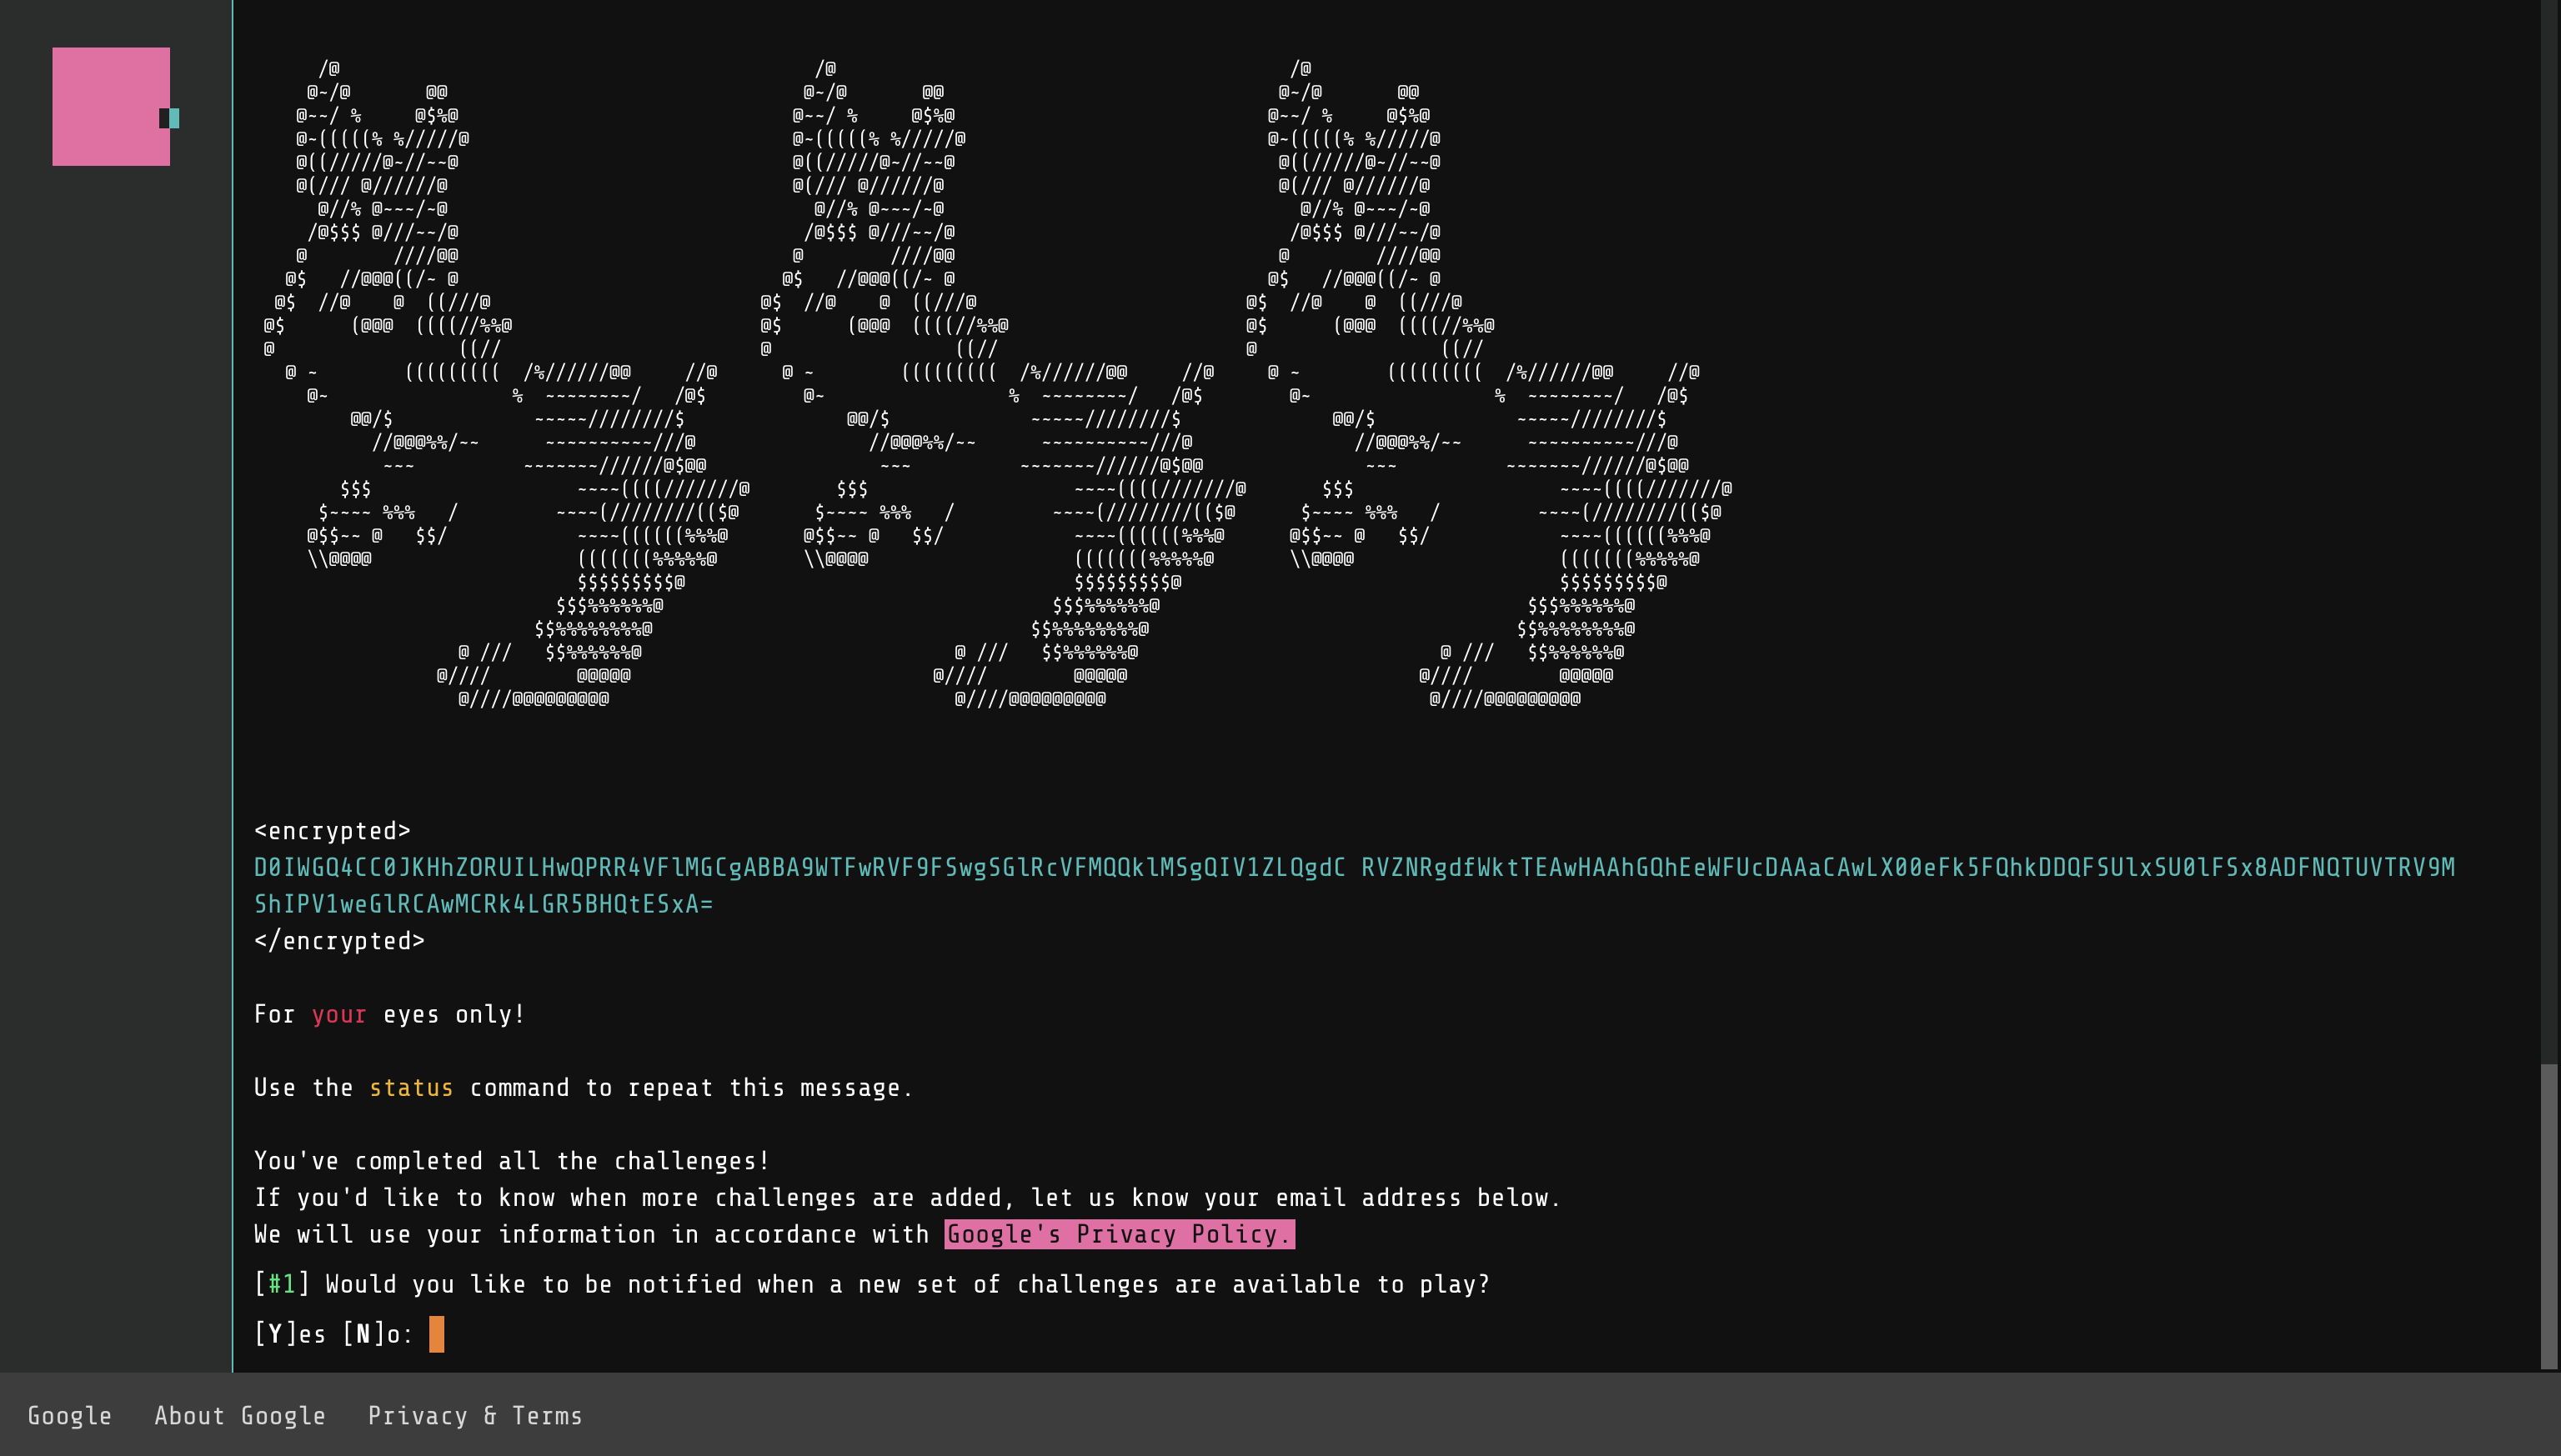 <encrypted>
D0IWGQ4CC0JKHhZORUILHwQPRR4VFlMGCgABBA9WTFwRVF9FSwgSGlRcVFMQQklMSgQIV1ZLQgdC RVZNRgdfWktTEAwHAAhGQhEeWFUcDAAaCAwLX00eFk5FQhkDDQFSUlxSU0lFSx8ADFNQTUVTRV9M
ShIPV1weGlRCAwMCRk4LGR5BHQtESxA=
</encrypted>
For your eyes only!
Use the status command to repeat this message.
You've completed all the challenges!
If you'd like to know when more challenges are added, let us know your email address below.
We will use your information in accordance with Google's Privacy Policy.
[#1] Would you like to be notified when a new set of challenges are available to play?
[Y]es [N]o:
Google About Google Privacy & Terms